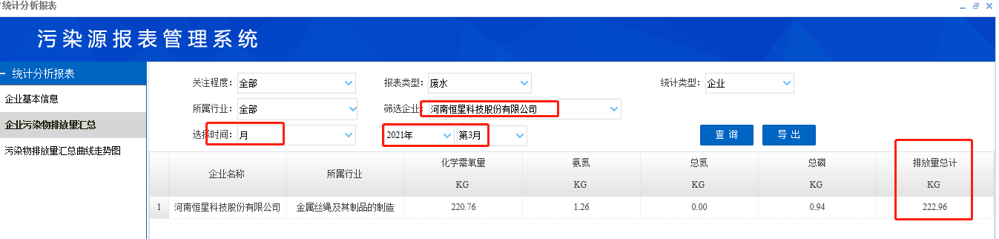 统计分析报表
污染源报表管理系统
统计分析报表
企业基本信息
企业污染物排放量汇总
污染物排放量汇总曲线走势图
关注程度： 全部 报表类型： 废水 统计类型： 企业
所属行业： 全部 筛选企业： 河南恒星科技股份有限公司
选择时间： 月 2021年 第3月 查 询 导 出
企业名称 所属行业 化学需氧量 氨氮 总氮 总磷 排放量总计
KG KG KG KG KG
1 河南恒星科技股份有限公司 金属丝绳及其制品的制造 220.76 1.26 0.00 0.94 222.96